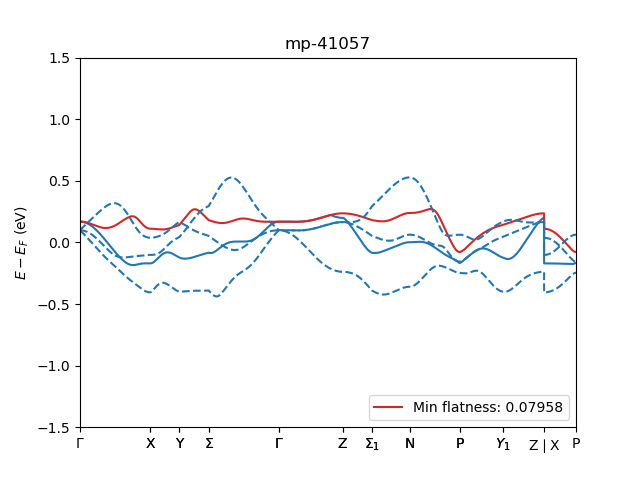 mp-41057
E − E_F (eV)
1.5
1.0
0.5
0.0
−0.5
−1.0
−1.5
Min flatness: 0.07958
Γ X Y Σ Γ Z Σ₁ N P Y₁ Z | X P